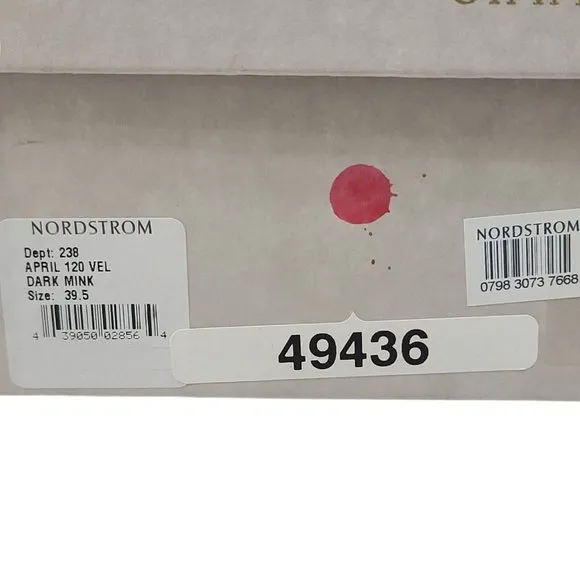 NORDSTROM
Dept: 238
APRIL 120 VEL
DARK MINK
Size: 39.5
4 39050 02856 4
49436
NORDSTROM
0798 3073 7668